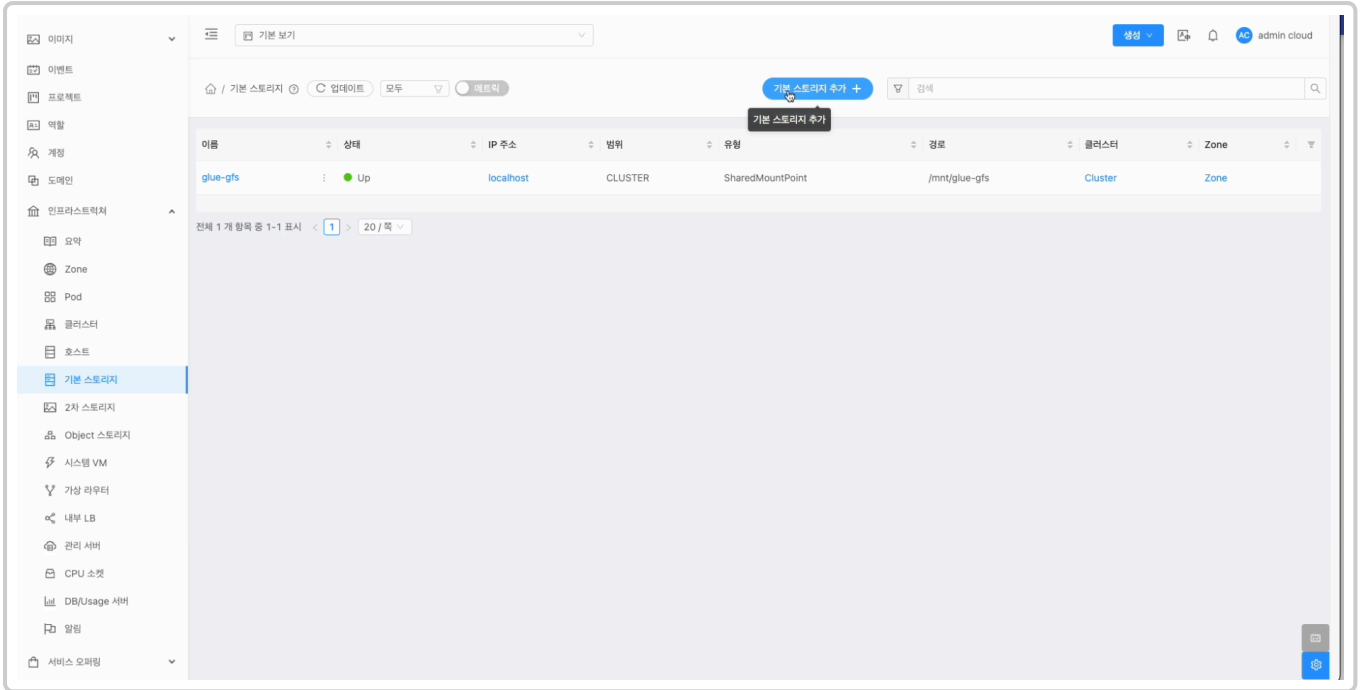 이미지
이벤트
프로젝트
역할
계정
도메인
인프라스트럭쳐
요약
Zone
Pod
클러스터
호스트
기본 스토리지
2차 스토리지
Object 스토리지
시스템 VM
가상 라우터
내부 LB
관리 서버
CPU 소켓
DB/Usage 서버
알림
서비스 오퍼링
기본 보기
생성
AC admin cloud
/ 기본 스토리지 업데이트 모두 메트릭 기본 스토리지 추가 + 검색
기본 스토리지 추가
이름 상태 IP 주소 범위 유형 경로 클러스터 Zone
glue-gfs Up localhost CLUSTER SharedMountPoint /mnt/glue-gfs Cluster Zone
전체 1 개 항목 중 1-1 표시 < 1 > 20 / 쪽